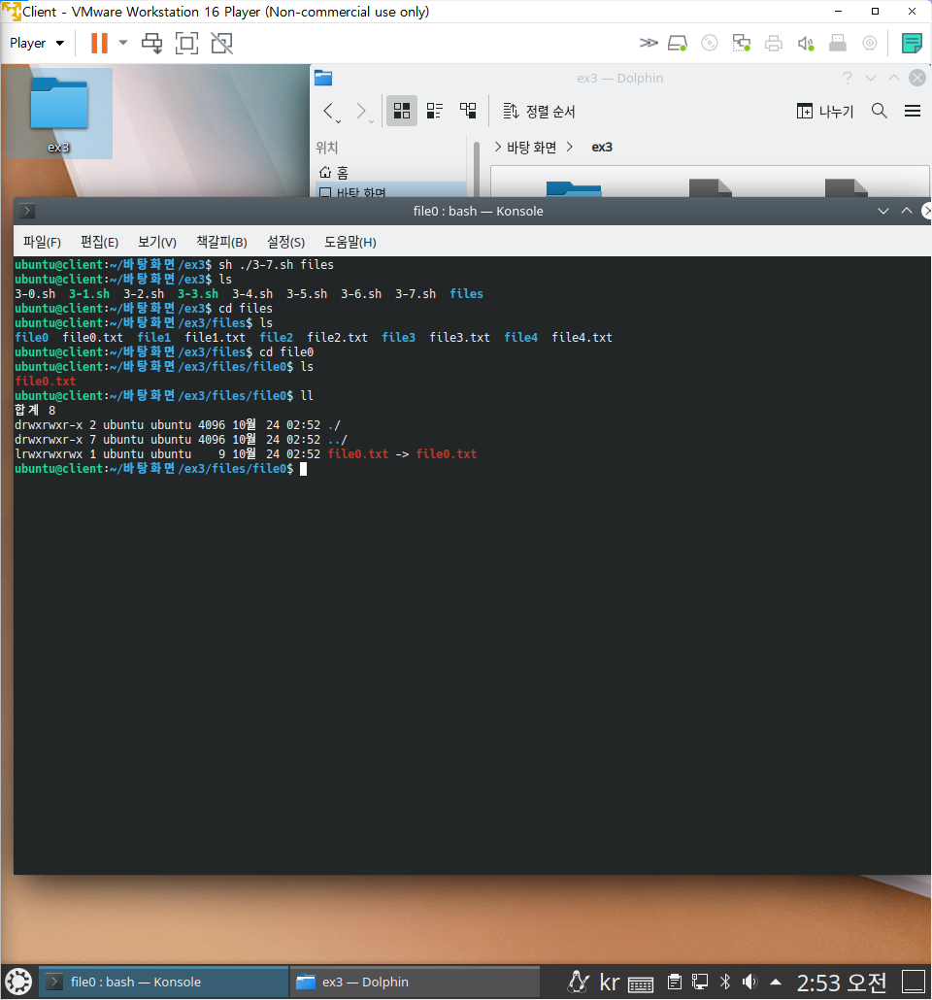 Client - VMware Workstation 16 Player (Non-commercial use only)
Player
ex3
ex3 — Dolphin
정렬 순서
나누기
위치
바탕 화면
ex3
홈
바탕 화면
file0 : bash — Konsole
파일(F) 편집(E) 보기(V) 책갈피(B) 설정(S) 도움말(H)
ubuntu@client:~/바탕화면/ex3$ sh ./3-7.sh files
ubuntu@client:~/바탕화면/ex3$ ls
3-0.sh 3-1.sh 3-2.sh 3-3.sh 3-4.sh 3-5.sh 3-6.sh 3-7.sh files
ubuntu@client:~/바탕화면/ex3$ cd files
ubuntu@client:~/바탕화면/ex3/files$ ls
file0 file0.txt file1 file1.txt file2 file2.txt file3 file3.txt file4 file4.txt
ubuntu@client:~/바탕화면/ex3/files$ cd file0
ubuntu@client:~/바탕화면/ex3/files/file0$ ls
file0.txt
ubuntu@client:~/바탕화면/ex3/files/file0$ ll
합계 8
drwxrwxr-x 2 ubuntu ubuntu 4096 10월 24 02:52 ./
drwxrwxr-x 7 ubuntu ubuntu 4096 10월 24 02:52 ../
lrwxrwxrwx 1 ubuntu ubuntu 9 10월 24 02:52 file0.txt -> file0.txt
ubuntu@client:~/바탕화면/ex3/files/file0$
file0 : bash — Konsole
ex3 — Dolphin
kr
2:53 오전